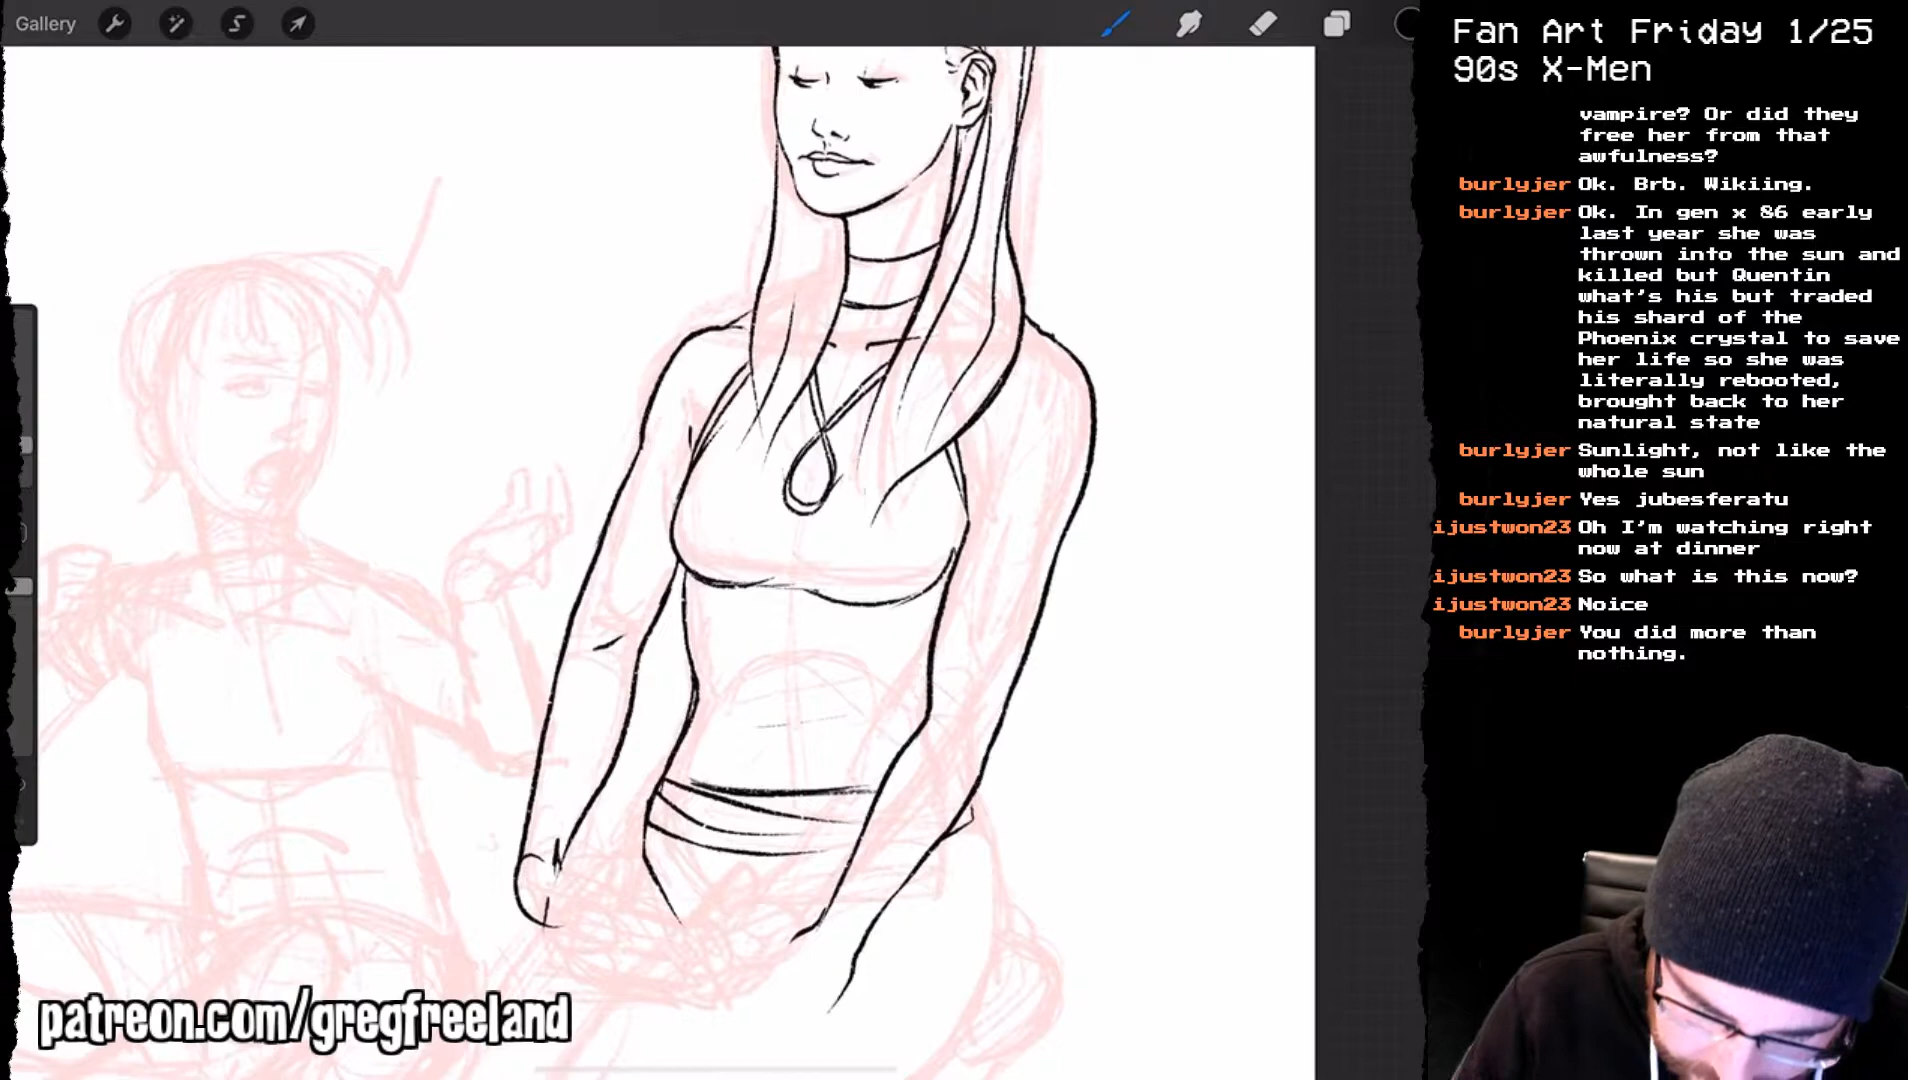 Gallery
Fan Art Friday 1/25
90s X-Men
vampire? Or did they
free her from that
awfulness?
burlyjer Ok. Brb. Wikiing.
burlyjer Ok. In gen x 86 early
last year she was
thrown into the sun and
killed but Quentin
what's his but traded
his shard of the
Phoenix crystal to save
her life so she was
literally rebooted,
brought back to her
natural state
burlyjer Sunlight, not like the
whole sun
burlyjer Yes jubesferatu
ijustwon23 Oh I'm watching right
now at dinner
ijustwon23 So what is this now?
ijustwon23 Noice
burlyjer You did more than
nothing.
patreon.com/gregfreeland